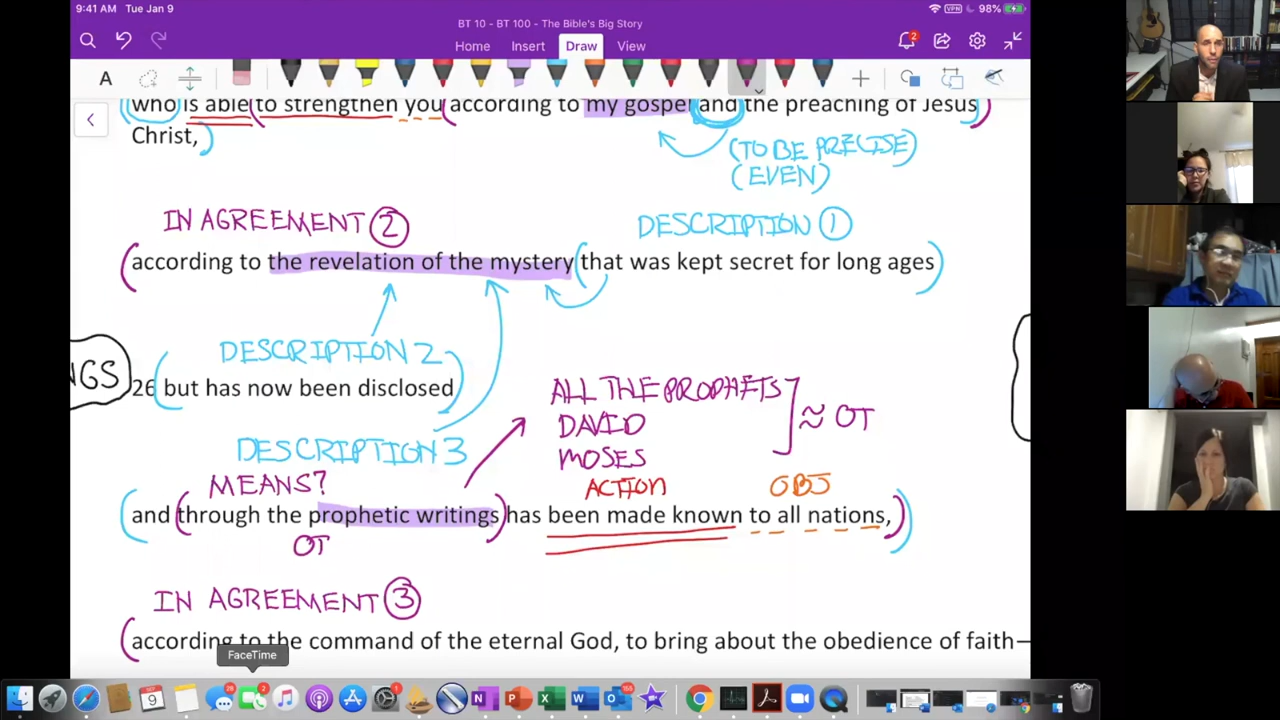 9:41 AM Tue Jan 9
VPN 98%
BT 10 - BT 100 - The Bible's Big Story
Home Insert Draw View
2
A
who is able to strengthen you according to my gospel and the preaching of Jesus
Christ,
(TO BE PRECISE)
(EVEN)
IN AGREEMENT 2
DESCRIPTION 1
according to the revelation of the mystery that was kept secret for long ages
DESCRIPTION 2
NGS
26 but has now been disclosed
ALL THE PROPHETS
DAVID
≈ OT
MOSES
DESCRIPTION 3
MEANS?
ACTION
OBJ
and through the prophetic writings has been made known to all nations,
OT
IN AGREEMENT 3
according to the command of the eternal God, to bring about the obedience of faith—
FaceTime